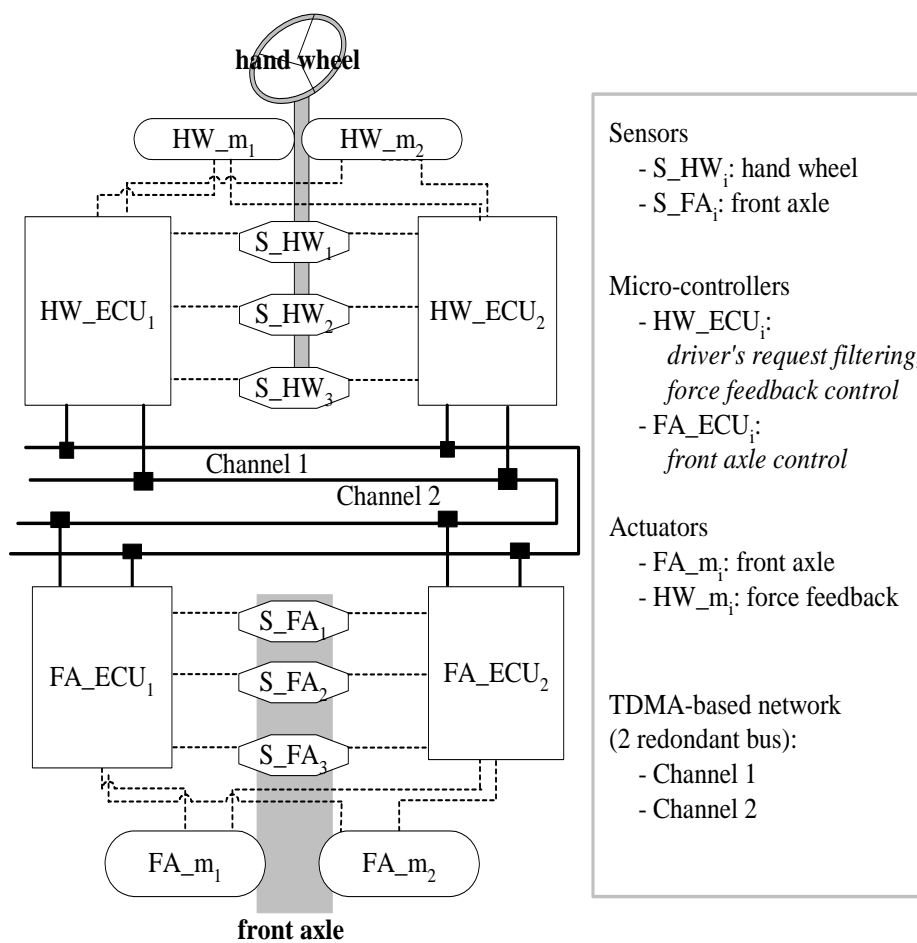 hand wheel
HW_m1
HW_m2
S_HW1
HW_ECU1
S_HW2
HW_ECU2
S_HW3
Channel 1
Channel 2
S_FA1
FA_ECU1
S_FA2
FA_ECU2
S_FA3
FA_m1
FA_m2
front axle
Sensors
- S_HWi: hand wheel
- S_FAi: front axle
Micro-controllers
- HW_ECUi:
driver's request filtering,
force feedback control
- FA_ECUi:
front axle control
Actuators
- FA_mi: front axle
- HW_mi: force feedback
TDMA-based network
(2 redondant bus):
- Channel 1
- Channel 2